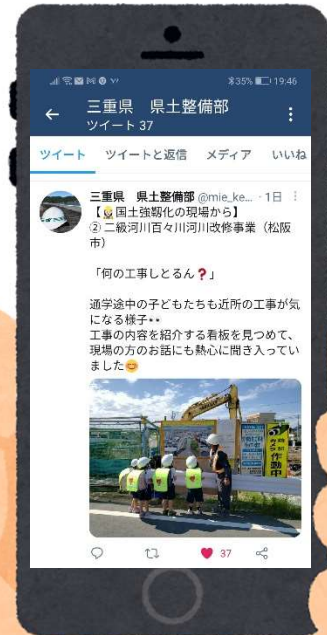 35% 19:46
三重県 県土整備部
ツイート 37
ツイート ツイートと返信 メディア いいね
三重県 県土整備部 @mie_ke... ·1日
【👷国土強靱化の現場から】
② 二級河川百々川河川改修事業（松阪
市）
「何の工事しとるん❓」
通学途中の子どもたちも近所の工事が気
になる様子👀
工事の内容を紹介する看板を見つめて、
現場の方のお話にも熱心に聞き入ってい
ました😊
作動中
37